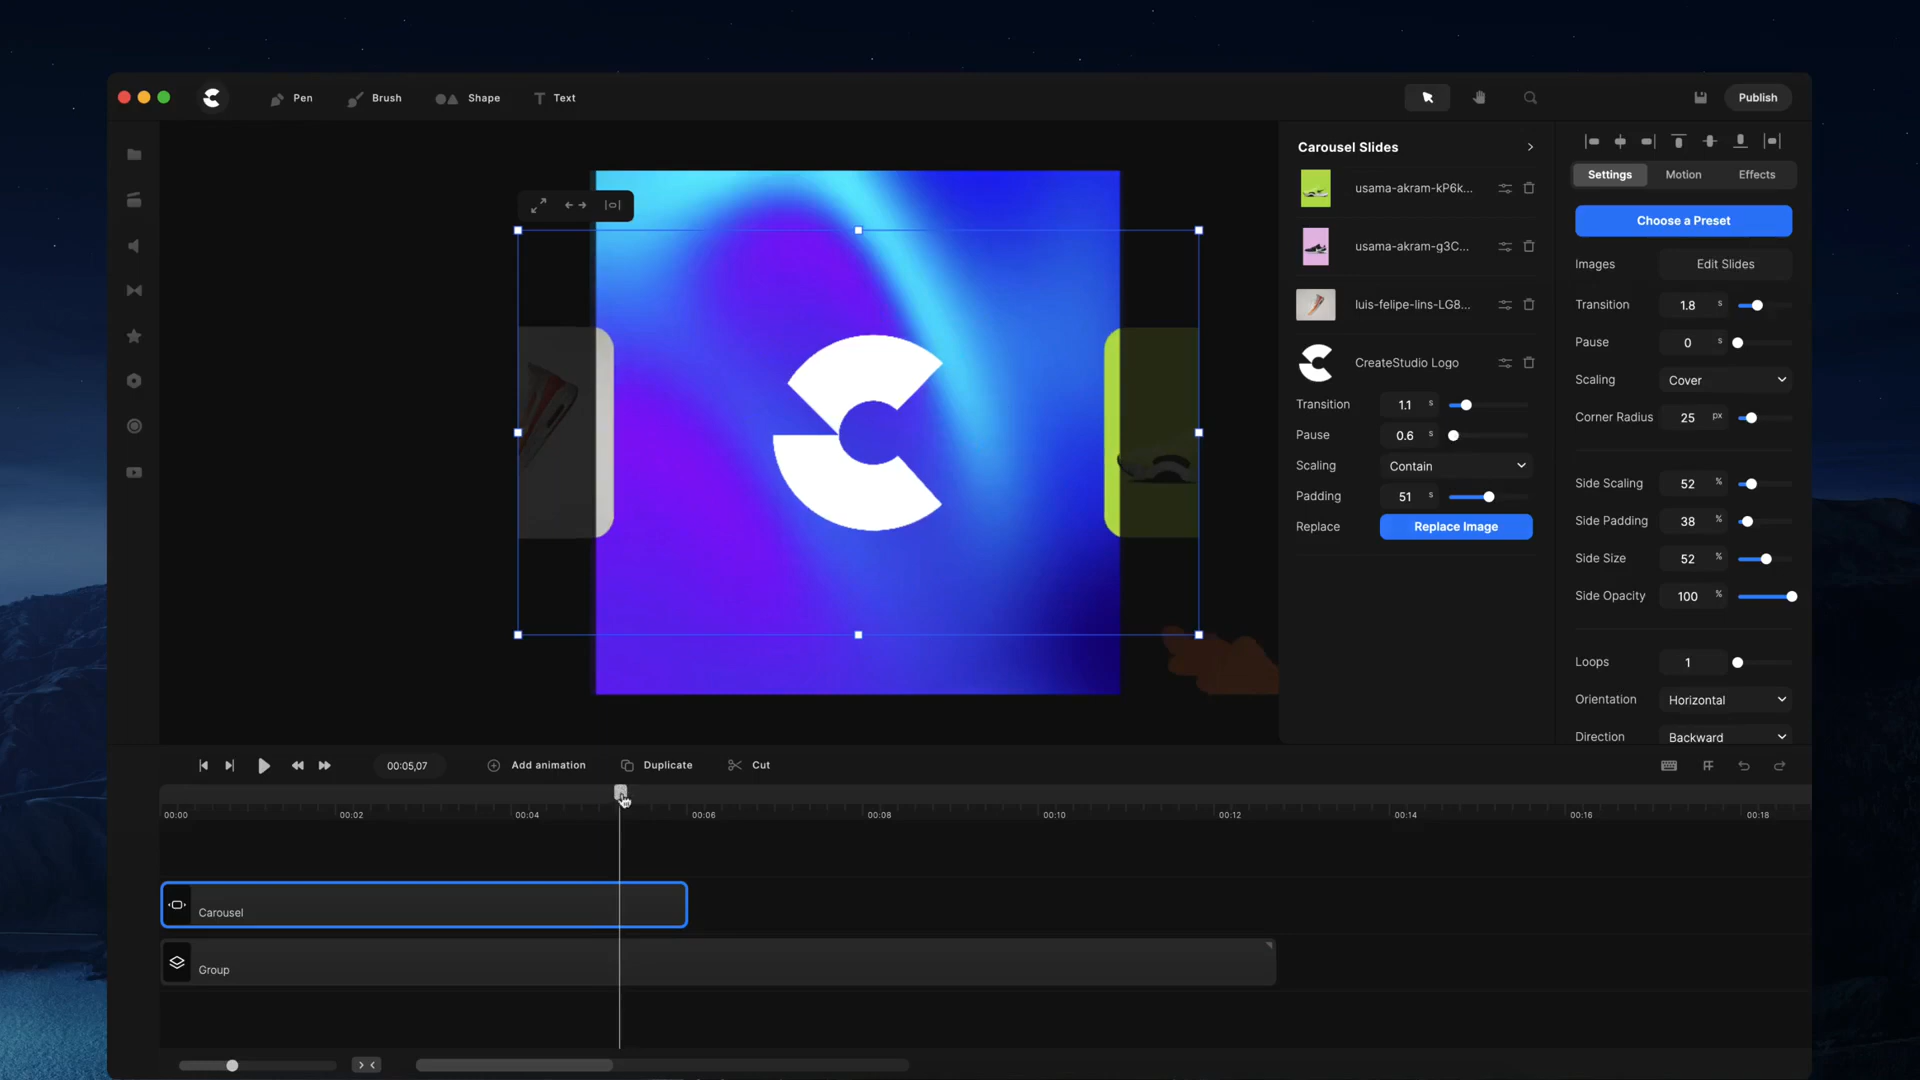 Pen
Brush
Shape
Text
Publish
Carousel Slides
usama-akram-kP6k...
usama-akram-g3C...
luis-felipe-lins-LG8...
CreateStudio Logo
Transition 1.1 s
Pause 0.6 s
Scaling Contain
Padding 51 s
Replace Replace Image
Settings Motion Effects
Choose a Preset
Images Edit Slides
Transition 1.8 s
Pause 0 s
Scaling Cover
Corner Radius 25 px
Side Scaling 52 %
Side Padding 38 %
Side Size 52 %
Side Opacity 100 %
Loops 1
Orientation Horizontal
Direction Backward
00:05,07 Add animation Duplicate Cut
00:00 00:02 00:04 00:06 00:08 00:10 00:12 00:14 00:16 00:18
Carousel
Group